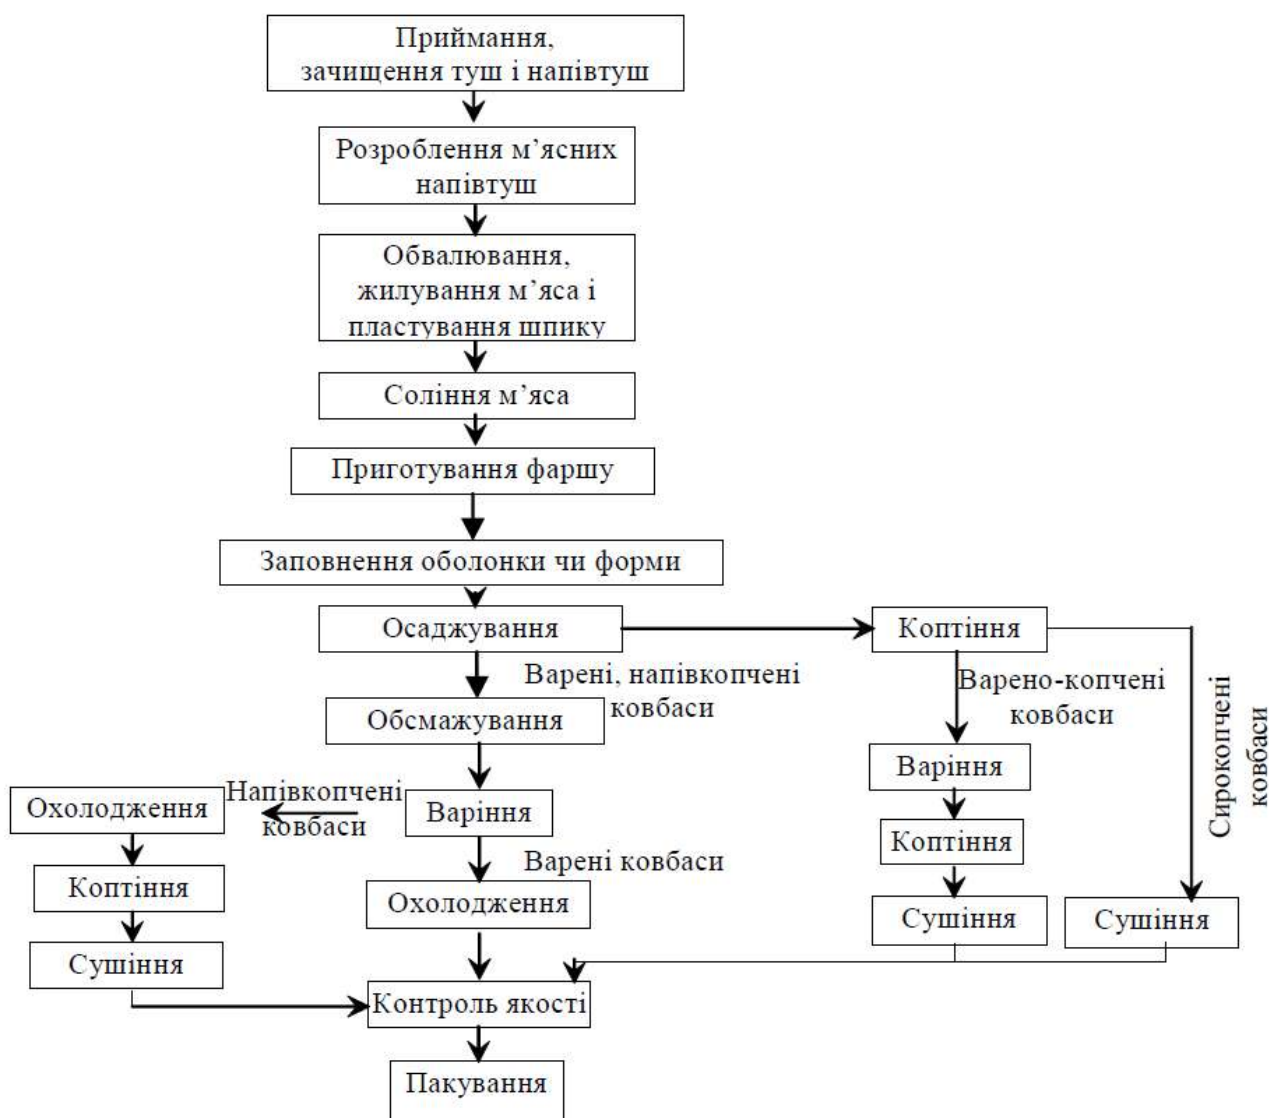 Приймання,
зачищення туш і напівтуш
Розроблення м’ясних
напівтуш
Обвалювання,
жилування м’яса і
пластування шпику
Соління м’яса
Приготування фаршу
Заповнення оболонки чи форми
Осаджування
Коптіння
Варені, напівкопчені
ковбаси
Варено-копчені
ковбаси
Сирокопчені
ковбаси
Обсмажування
Варіння
Напівкопчені
ковбаси
Охолодження
Варіння
Коптіння
Варені ковбаси
Коптіння
Охолодження
Сушіння
Сушіння
Сушіння
Контроль якості
Пакування